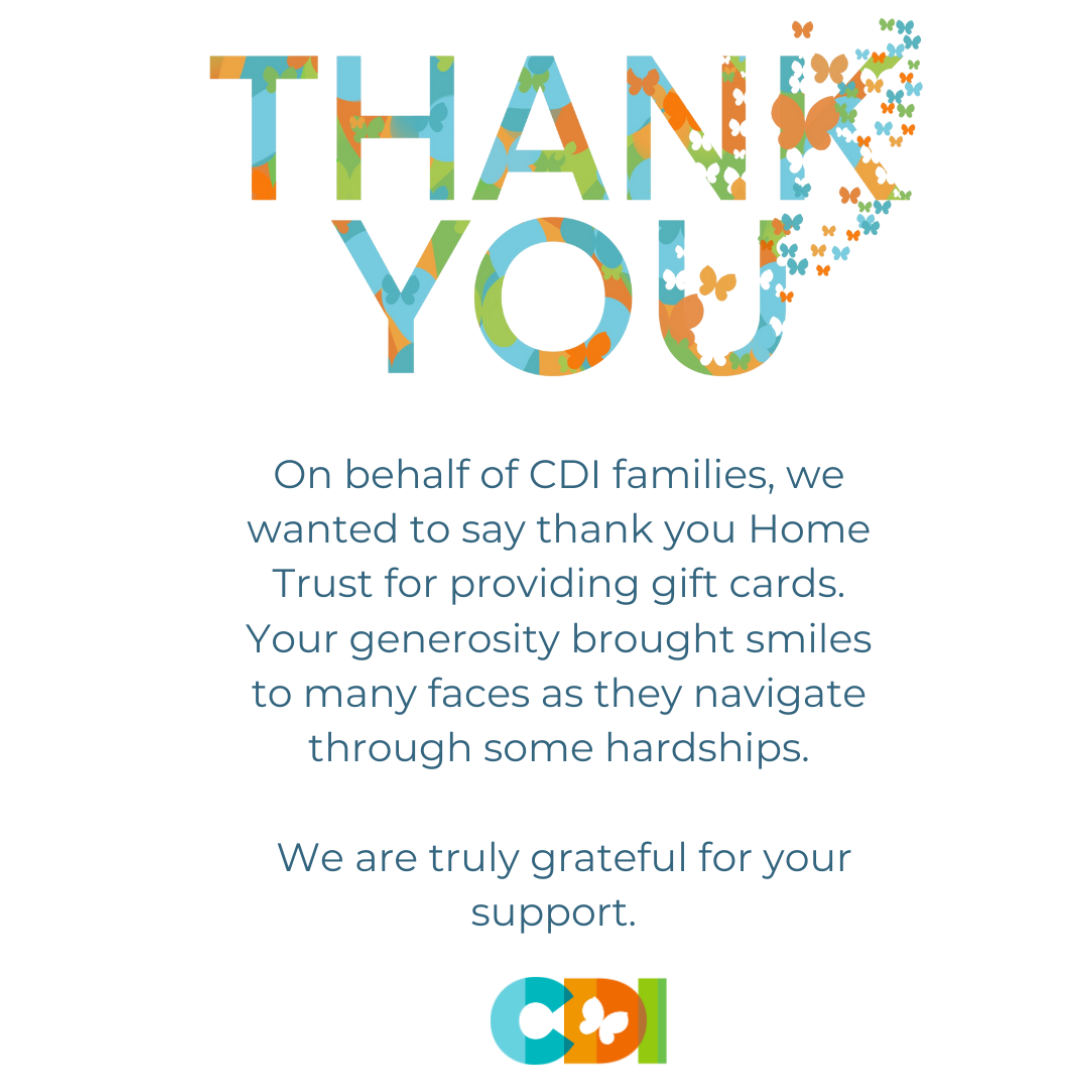 THANK
YOU
On behalf of CDI families, we
wanted to say thank you Home
Trust for providing gift cards.
Your generosity brought smiles
to many faces as they navigate
through some hardships.
We are truly grateful for your
support.
CDI